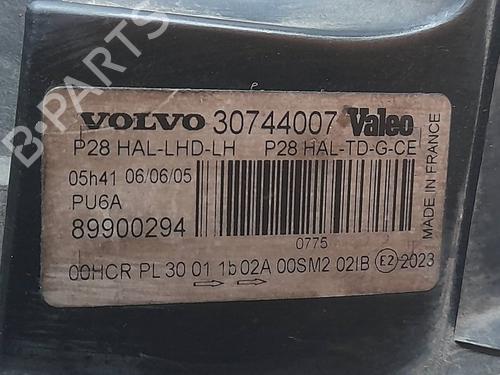 VOLVO 30744007 Valeo
P28 HAL-LHD-LH P28 HAL-TD-G-CE
05h41 06/06/05
PU6A
89900294
0775
00HCR PL 30 01 1b 02A 00SM2 02IB E2 2023
MADE IN FRANCE
B-PARTS